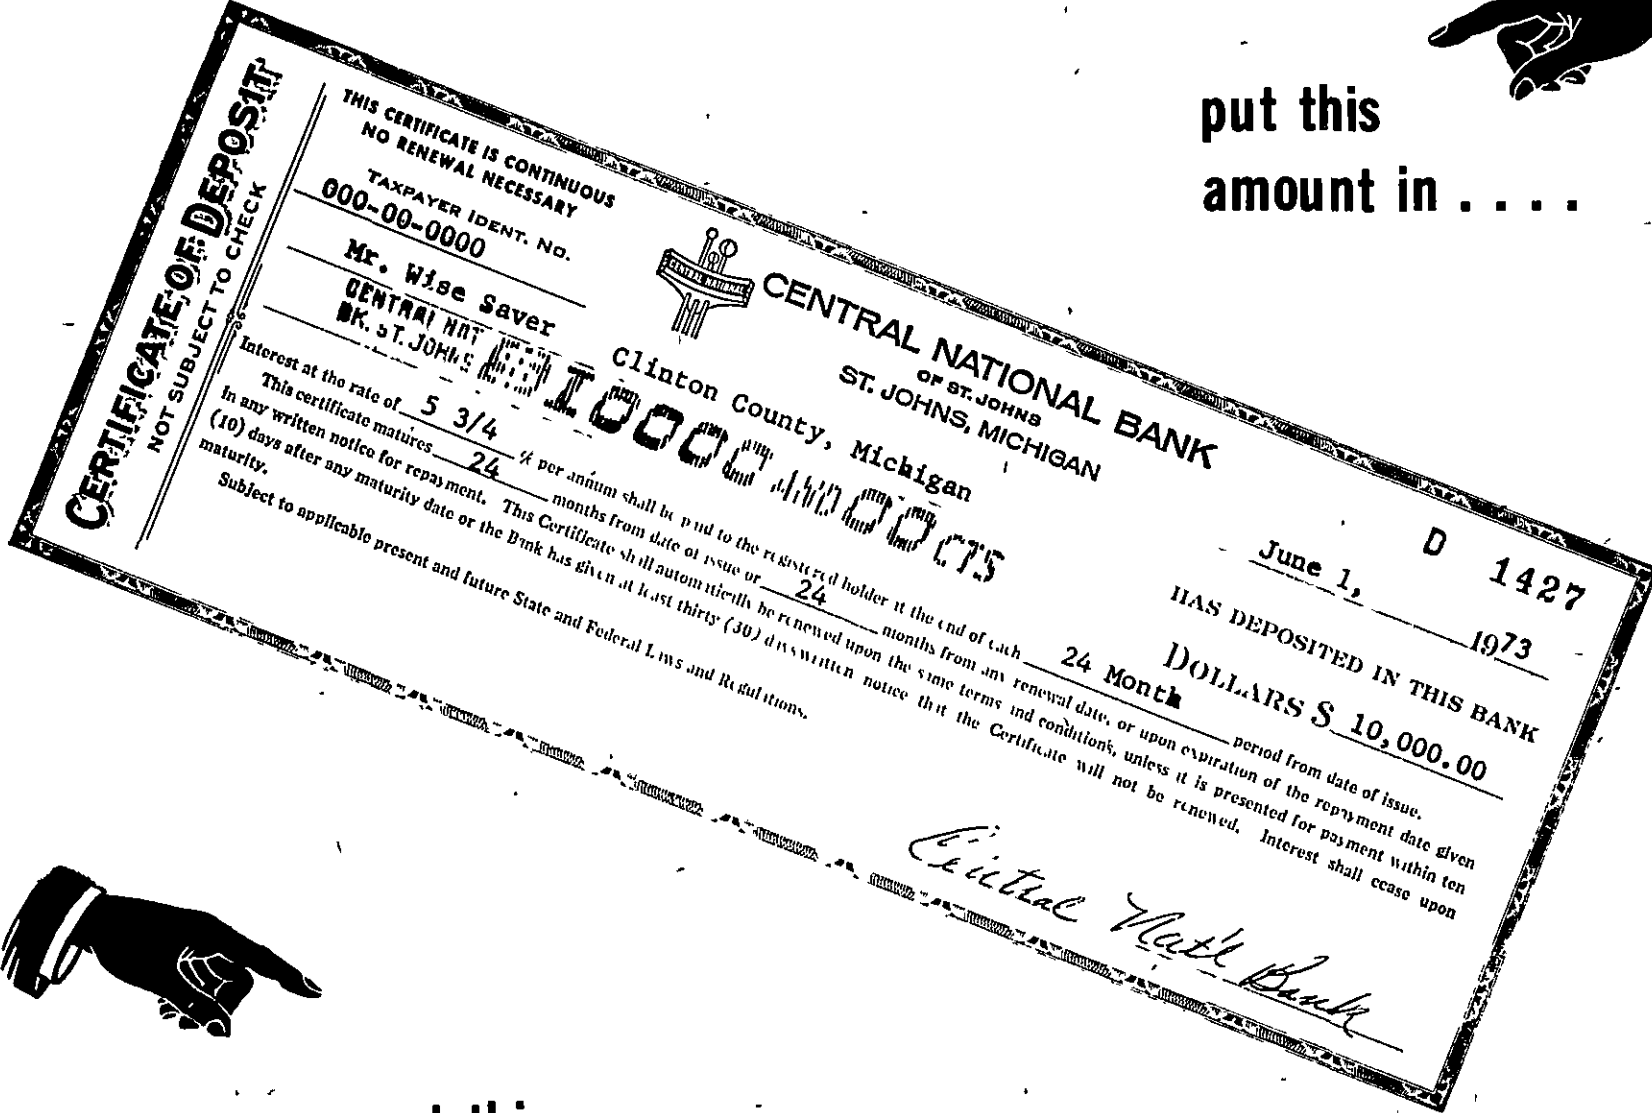 put this
amount in . . . .
CERTIFICATE OF DEPOSIT
NOT SUBJECT TO CHECK
THIS CERTIFICATE IS CONTINUOUS
NO RENEWAL NECESSARY
TAXPAYER IDENT. NO.
000-00-0000
Mr. Wise Saver
CENTRAL NAT
BK. ST. JOHNS
10000 AND 00 CTS
Clinton County, Michigan
CENTRAL NATIONAL BANK
OF ST. JOHNS
ST. JOHNS, MICHIGAN
D 1427
June 1, 1973
HAS DEPOSITED IN THIS BANK
DOLLARS $ 10,000.00
Interest at the rate of 5 3/4 % per annum shall be paid to the registered holder at the end of each 24 Month period from date of issue.
This certificate matures 24 months from date of issue or 24 months from any renewal date, or upon expiration of the repayment date given
in any written notice for repayment. This Certificate shall automatically be renewed upon the same terms and conditions, unless it is presented for payment within ten
(10) days after any maturity date or the Bank has given at least thirty (30) days written notice that the Certificate will not be renewed. Interest shall cease upon
maturity.
Subject to applicable present and future State and Federal Laws and Regulations.
Central Nat'l Bank